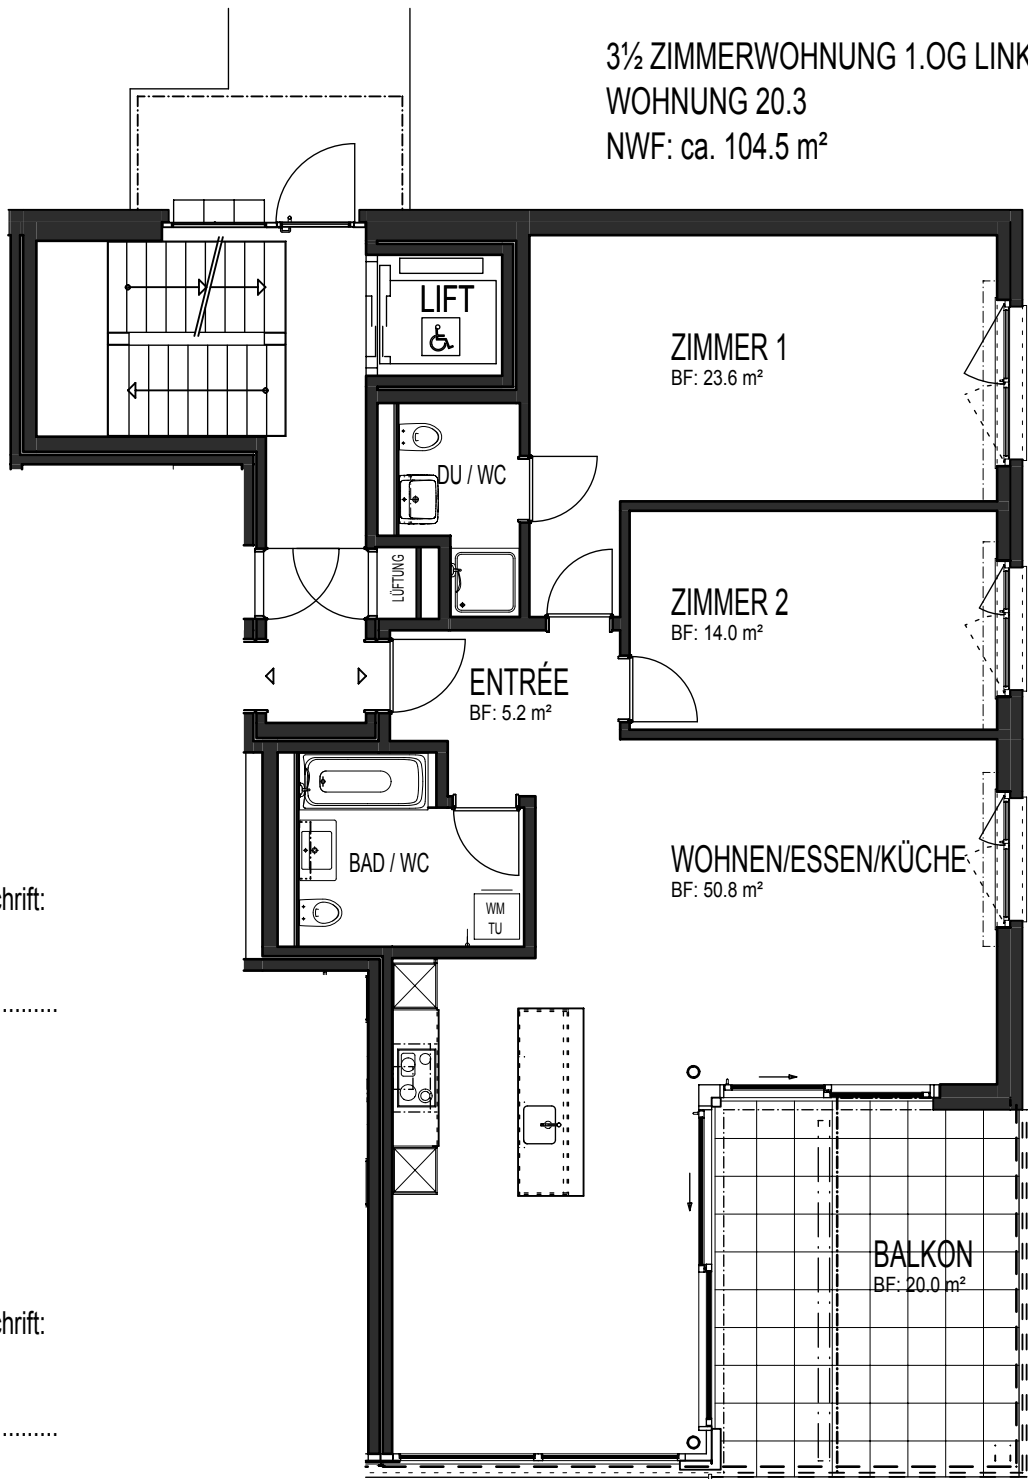 3½ ZIMMERWOHNUNG 1.OG LINK
WOHNUNG 20.3
NWF: ca. 104.5 m²
LIFT
ZIMMER 1
BF: 23.6 m²
DU / WC
LÜFTUNG
ZIMMER 2
BF: 14.0 m²
ENTRÉE
BF: 5.2 m²
BAD / WC
WOHNEN/ESSEN/KÜCHE
BF: 50.8 m²
WM
TU
hrift:
.........
BALKON
BF: 20.0 m²
hrift:
.........